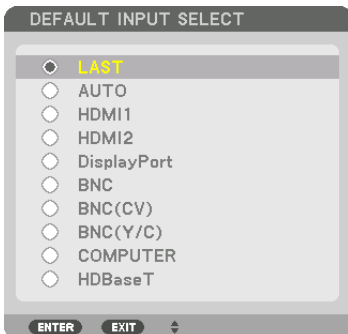 DEFAULT INPUT SELECT
LAST
AUTO
HDMI1
HDMI2
DisplayPort
BNC
BNC(CV)
BNC(Y/C)
COMPUTER
HDBaseT
ENTER EXIT